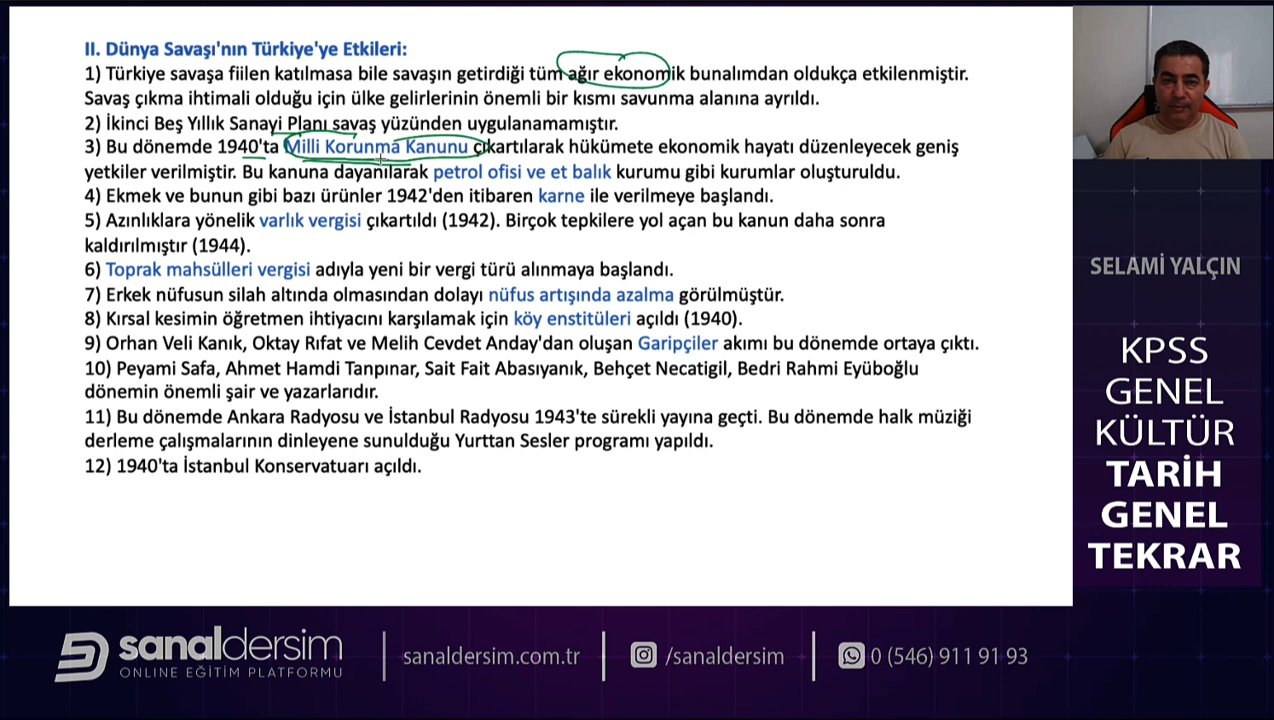 II. Dünya Savaşı'nın Türkiye'ye Etkileri:
1) Türkiye savaşa fiilen katılmasa bile savaşın getirdiği tüm ağır ekonomik bunalımdan oldukça etkilenmiştir.
Savaş çıkma ihtimali olduğu için ülke gelirlerinin önemli bir kısmı savunma alanına ayrıldı.
2) İkinci Beş Yıllık Sanayi Planı savaş yüzünden uygulanamamıştır.
3) Bu dönemde 1940'ta Milli Korunma Kanunu çıkartılarak hükümete ekonomik hayatı düzenleyecek geniş
yetkiler verilmiştir. Bu kanuna dayanılarak petrol ofisi ve et balık kurumu gibi kurumlar oluşturuldu.
4) Ekmek ve bunun gibi bazı ürünler 1942'den itibaren karne ile verilmeye başlandı.
5) Azınlıklara yönelik varlık vergisi çıkartıldı (1942). Birçok tepkilere yol açan bu kanun daha sonra
kaldırılmıştır (1944).
6) Toprak mahsülleri vergisi adıyla yeni bir vergi türü alınmaya başlandı.
7) Erkek nüfusun silah altında olmasından dolayı nüfus artışında azalma görülmüştür.
8) Kırsal kesimin öğretmen ihtiyacını karşılamak için köy enstitüleri açıldı (1940).
9) Orhan Veli Kanık, Oktay Rıfat ve Melih Cevdet Anday'dan oluşan Garipçiler akımı bu dönemde ortaya çıktı.
10) Peyami Safa, Ahmet Hamdi Tanpınar, Sait Fait Abasıyanık, Behçet Necatigil, Bedri Rahmi Eyüboğlu
dönemin önemli şair ve yazarlarıdır.
11) Bu dönemde Ankara Radyosu ve İstanbul Radyosu 1943'te sürekli yayına geçti. Bu dönemde halk müziği
derleme çalışmalarının dinleyene sunulduğu Yurttan Sesler programı yapıldı.
12) 1940'ta İstanbul Konservatuarı açıldı.
SELAMİ YALÇIN
KPSS
GENEL
KÜLTÜR
TARİH
GENEL
TEKRAR
sanaldersim
ONLINE EĞİTİM PLATFORMU
sanaldersim.com.tr
/sanaldersim
0 (546) 911 91 93